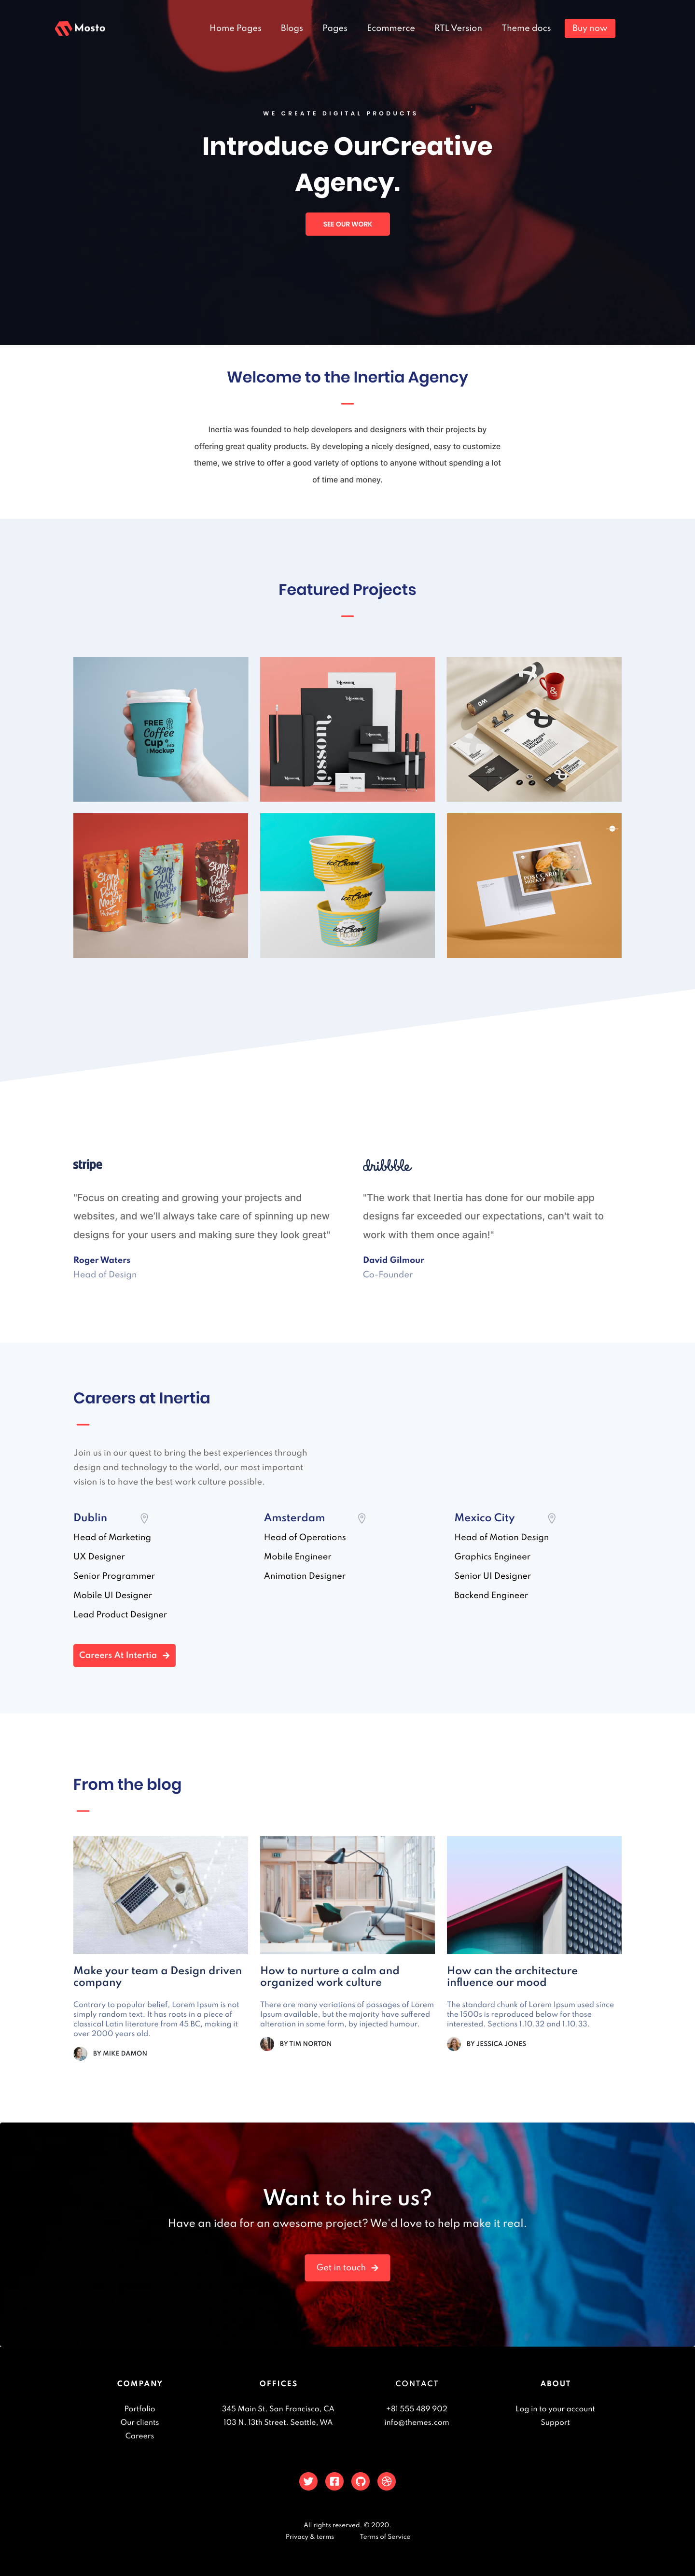 Mosto
Home Pages
Blogs
Pages
Ecommerce
RTL Version
Theme docs
Buy now
WE CREATE DIGITAL PRODUCTS
Introduce OurCreative
Agency.
SEE OUR WORK
Welcome to the Inertia Agency
Inertia was founded to help developers and designers with their projects by
offering great quality products. By developing a nicely designed, easy to customize
theme, we strive to offer a good variety of options to anyone without spending a lot
of time and money.
Featured Projects
FREE
Coffee
Cup PSD
Mockup
lossom,
&
GM
&
FREE
STATIONERY
MOCKUP
&
Stand
Up
Pouch
MockUp
Packaging
Stand
Up
Pouch
MockUp
Packaging
Stand
Up
Pouch
MockUp
Packaging
ice Cream
ice Cream
ice Cream
POST CARD
stripe
"Focus on creating and growing your projects and
websites, and we'll always take care of spinning up new
designs for your users and making sure they look great"
Roger Waters
Head of Design
dribbble
"The work that Inertia has done for our mobile app
designs far exceeded our expectations, can't wait to
work with them once again!"
David Gilmour
Co-Founder
Careers at Inertia
Join us in our quest to bring the best experiences through
design and technology to the world, our most important
vision is to have the best work culture possible.
Dublin
Head of Marketing
UX Designer
Senior Programmer
Mobile UI Designer
Lead Product Designer
Amsterdam
Head of Operations
Mobile Engineer
Animation Designer
Mexico City
Head of Motion Design
Graphics Engineer
Senior UI Designer
Backend Engineer
Careers At Intertia
From the blog
Make your team a Design driven
company
Contrary to popular belief, Lorem Ipsum is not
simply random text. It has roots in a piece of
classical Latin literature from 45 BC, making it
over 2000 years old.
BY MIKE DAMON
How to nurture a calm and
organized work culture
There are many variations of passages of Lorem
Ipsum available, but the majority have suffered
alteration in some form, by injected humour.
BY TIM NORTON
How can the architecture
influence our mood
The standard chunk of Lorem Ipsum used since
the 1500s is reproduced below for those
interested. Sections 1.10.32 and 1.10.33.
BY JESSICA JONES
Want to hire us?
Have an idea for an awesome project? We'd love to help make it real.
Get in touch
COMPANY
Portfolio
Our clients
Careers
OFFICES
345 Main St. San Francisco, CA
103 N. 13th Street. Seattle, WA
CONTACT
+81 555 489 902
info@themes.com
ABOUT
Log in to your account
Support
All rights reserved. © 2020.
Privacy & terms
Terms of Service